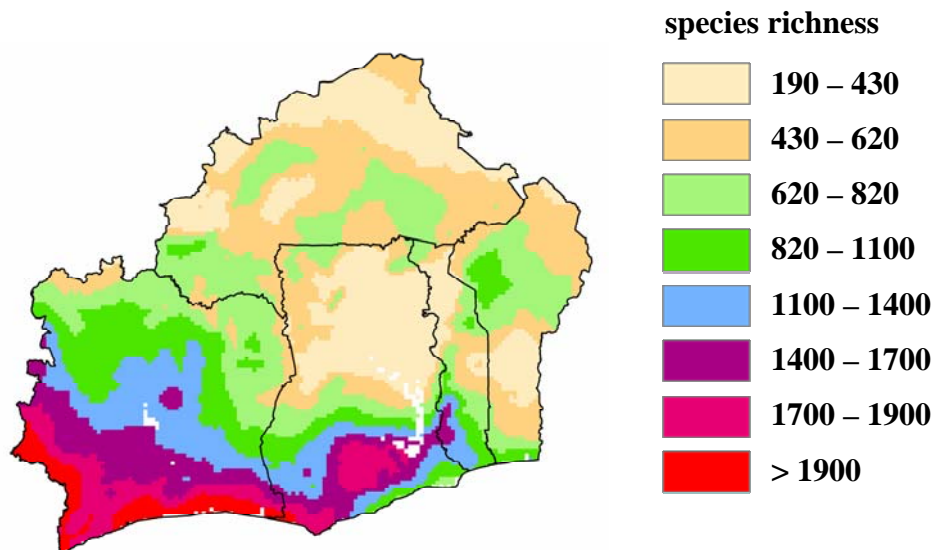 species richness
190 – 430
430 – 620
620 – 820
820 – 1100
1100 – 1400
1400 – 1700
1700 – 1900
> 1900